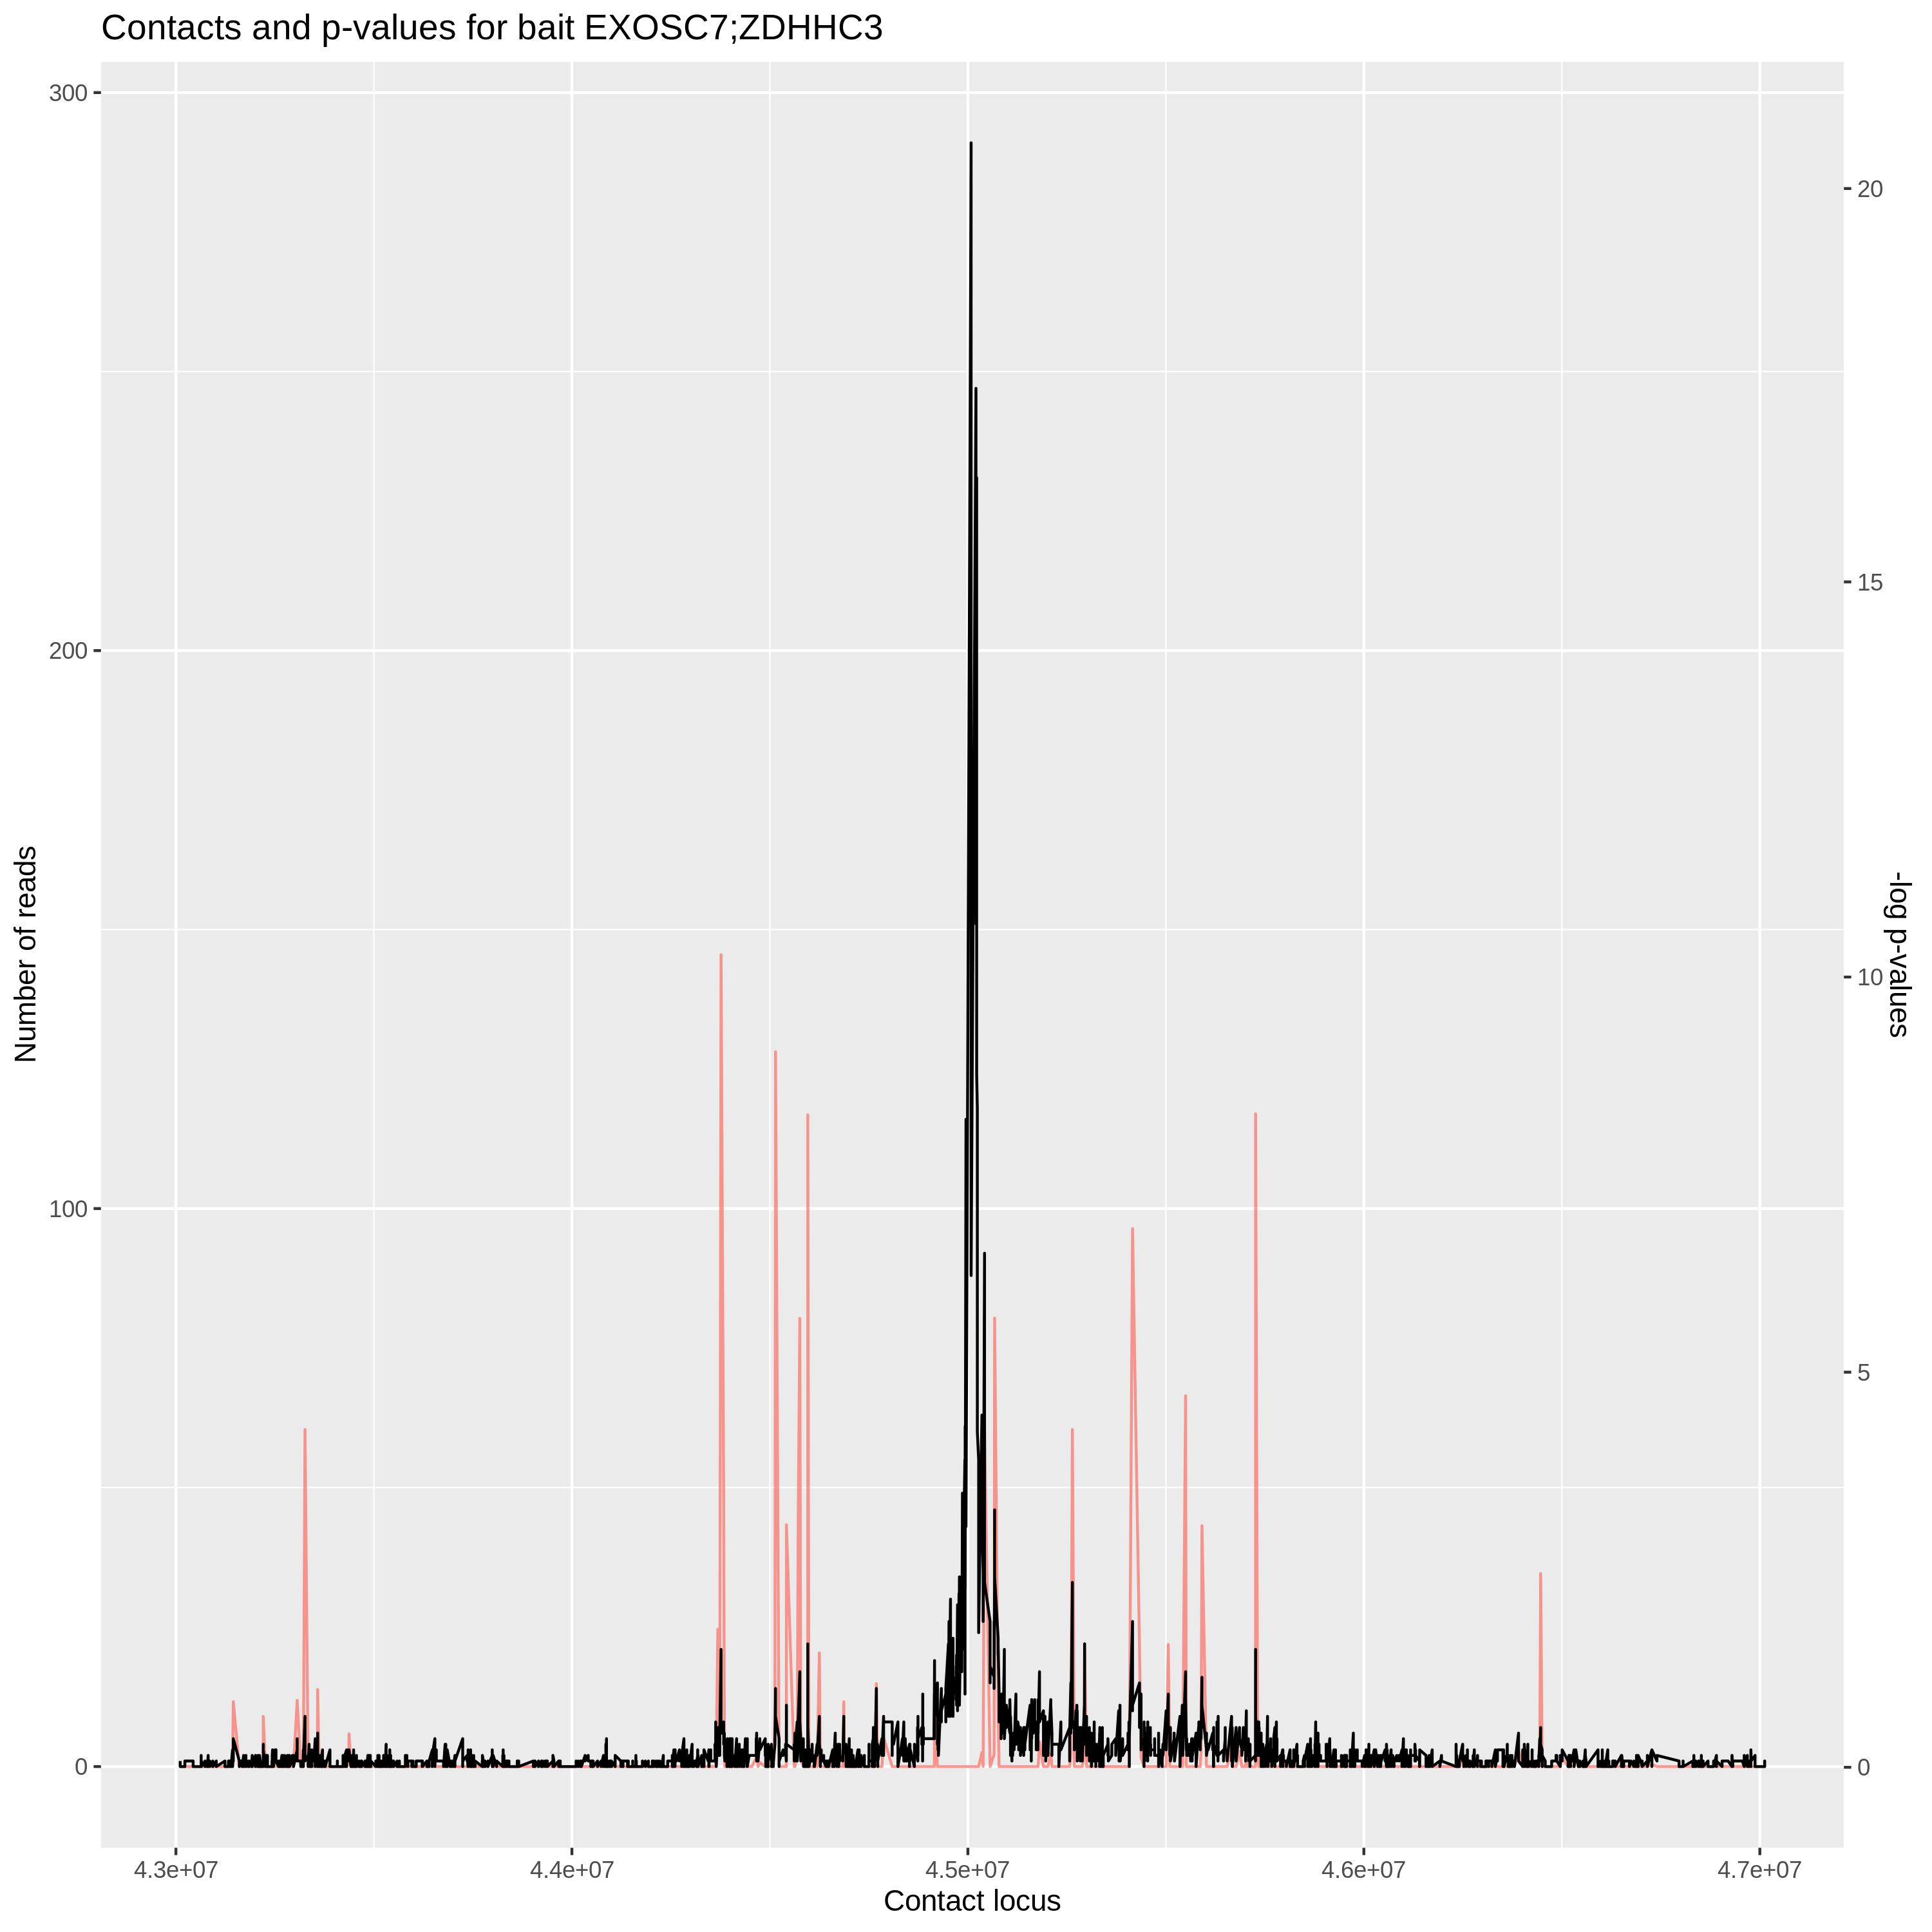 Contacts and p-values for bait EXOSC7;ZDHHC3
300
200
100
0
Number of reads
20
15
10
5
0
-log p-values
4.3e+07
4.4e+07
4.5e+07
4.6e+07
4.7e+07
Contact locus